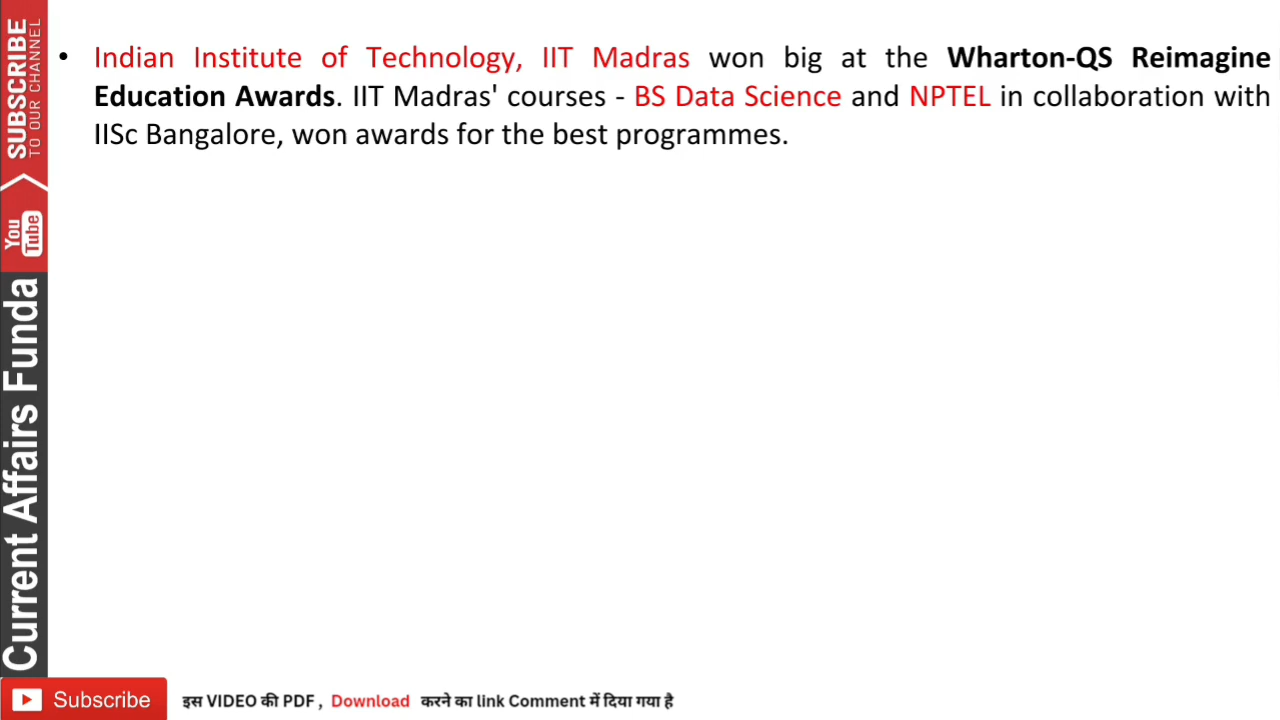 • Indian Institute of Technology, IIT Madras won big at the Wharton-QS Reimagine
Education Awards. IIT Madras' courses - BS Data Science and NPTEL in collaboration with
IISc Bangalore, won awards for the best programmes.
SUBSCRIBE
TO OUR CHANNEL
YouTube
Current Affairs Funda
Subscribe
इस VIDEO की PDF , Download करने का link Comment में दिया गया है